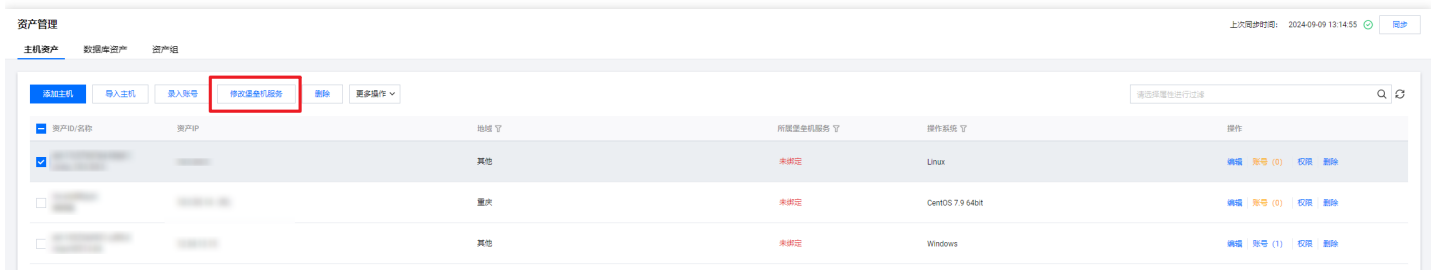 资产管理
上次同步时间： 2024-09-09 13:14:55 同步
主机资产 数据库资产 资产组
添加主机 导入主机 录入账号 修改堡垒机服务 删除 更多操作 请选择属性进行过滤
资产ID/名称 资产IP 地域 所属堡垒机服务 操作系统 操作
其他 未绑定 Linux 编辑 账号 (0) 权限 删除
重庆 未绑定 CentOS 7.9 64bit 编辑 账号 (0) 权限 删除
其他 未绑定 Windows 编辑 账号 (1) 权限 删除